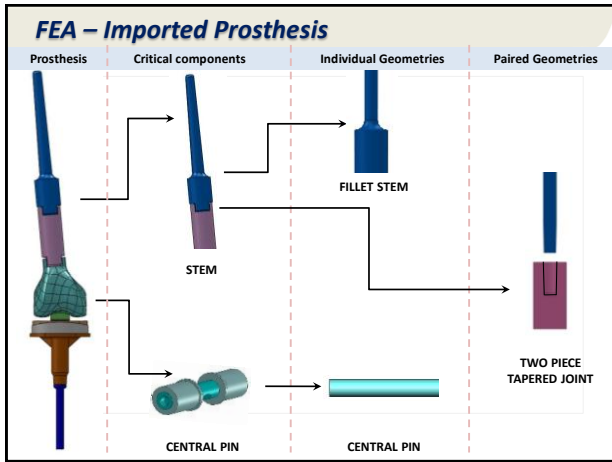 FEA – Imported Prosthesis
Prosthesis
Critical components
Individual Geometries
Paired Geometries
FILLET STEM
STEM
TWO PIECE
TAPERED JOINT
CENTRAL PIN
CENTRAL PIN